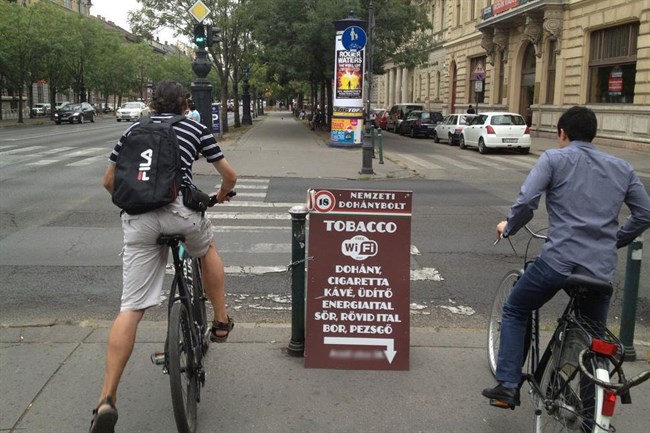 ROGER
WATERS
FILA
18
NEMZETI
DOHÁNYBOLT
TOBACCO
WiFi
DOHÁNY,
CIGARETTA
KÁVÉ, ÜDÍTŐ
ENERGIAITAL
SÖR, RÖVID ITAL
BOR, PEZSGŐ